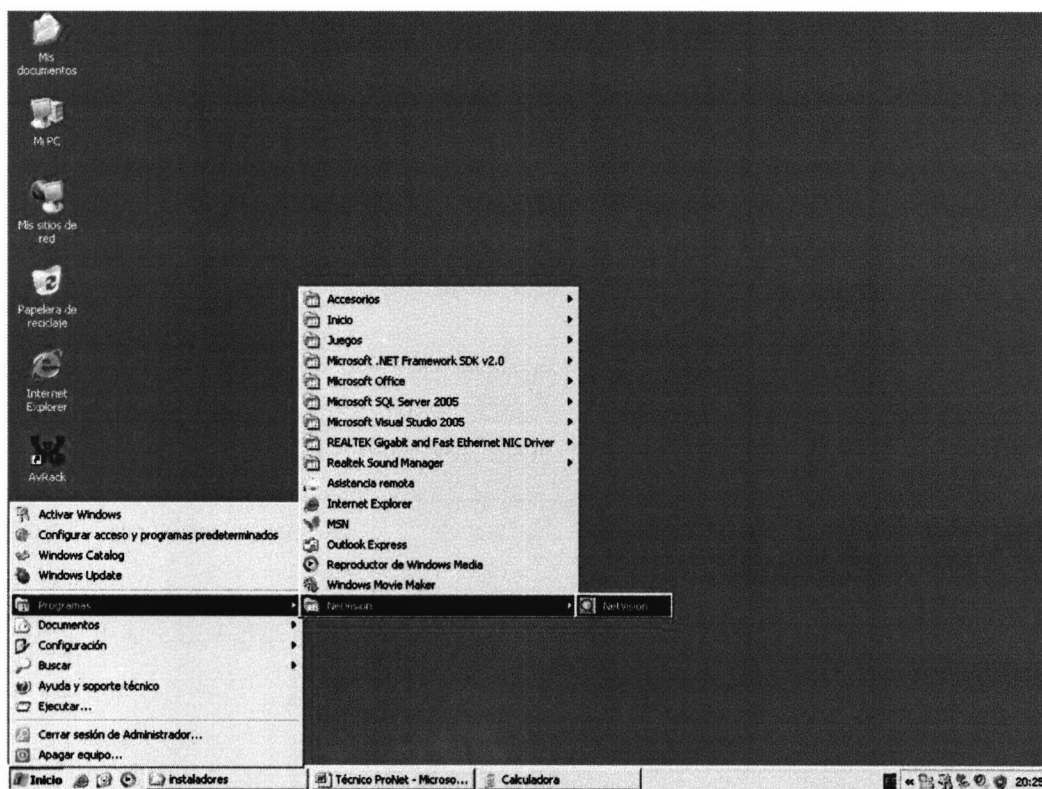 Mis
documentos
Mi PC
Mis sitios de
red
Papelera de
reciclaje
Internet
Explorer
AvRack
Accesorios
Inicio
Juegos
Microsoft .NET Framework SDK v2.0
Microsoft Office
Microsoft SQL Server 2005
Microsoft Visual Studio 2005
REALTEK Gigabit and Fast Ethernet NIC Driver
Realtek Sound Manager
Asistencia remota
Internet Explorer
MSN
Outlook Express
Reproductor de Windows Media
Windows Movie Maker
NetVision
NetVision
Activar Windows
Configurar acceso y programas predeterminados
Windows Catalog
Windows Update
Programas
Documentos
Configuración
Buscar
Ayuda y soporte técnico
Ejecutar...
Cerrar sesión de Administrador...
Apagar equipo...
Inicio
instaladores
Técnico ProNet - Microso...
Calculadora
20:25